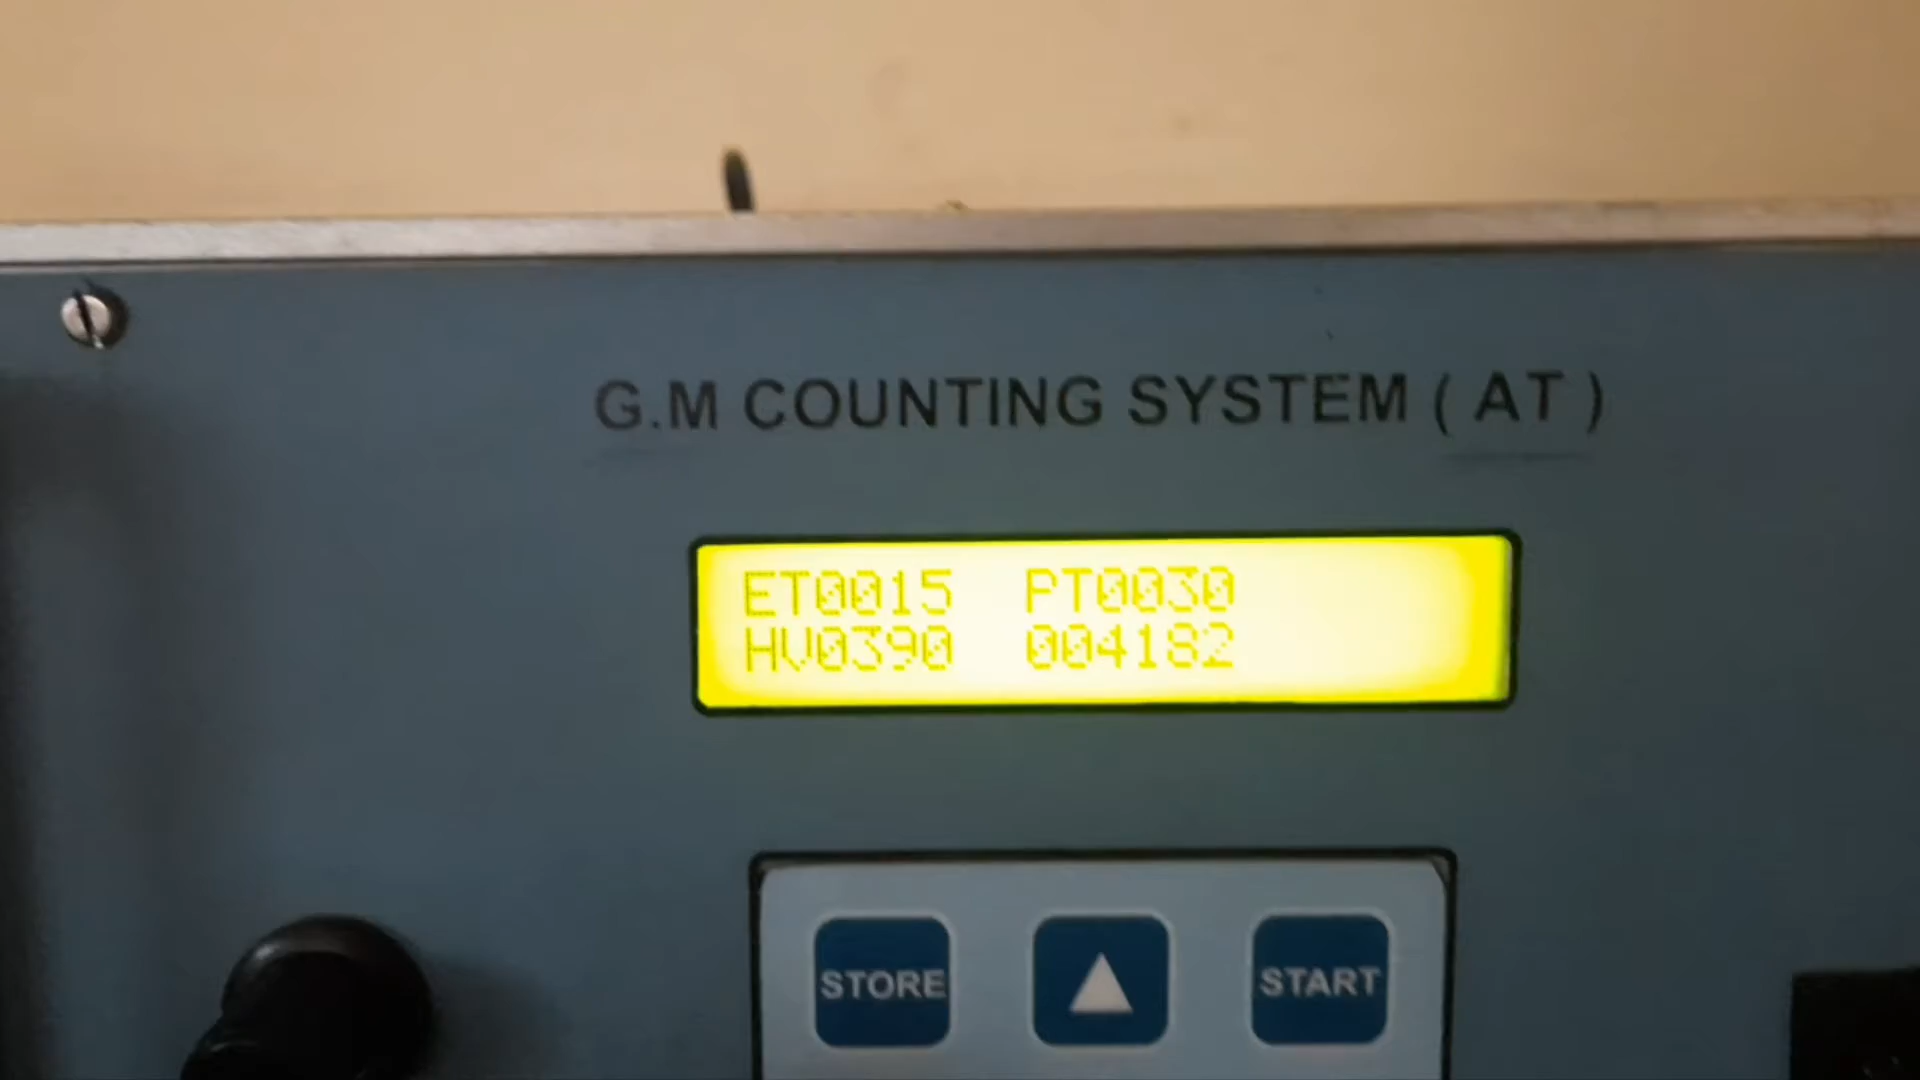 G.M COUNTING SYSTEM ( AT )
ET0015 PT0030
HV0390 004182
STORE START